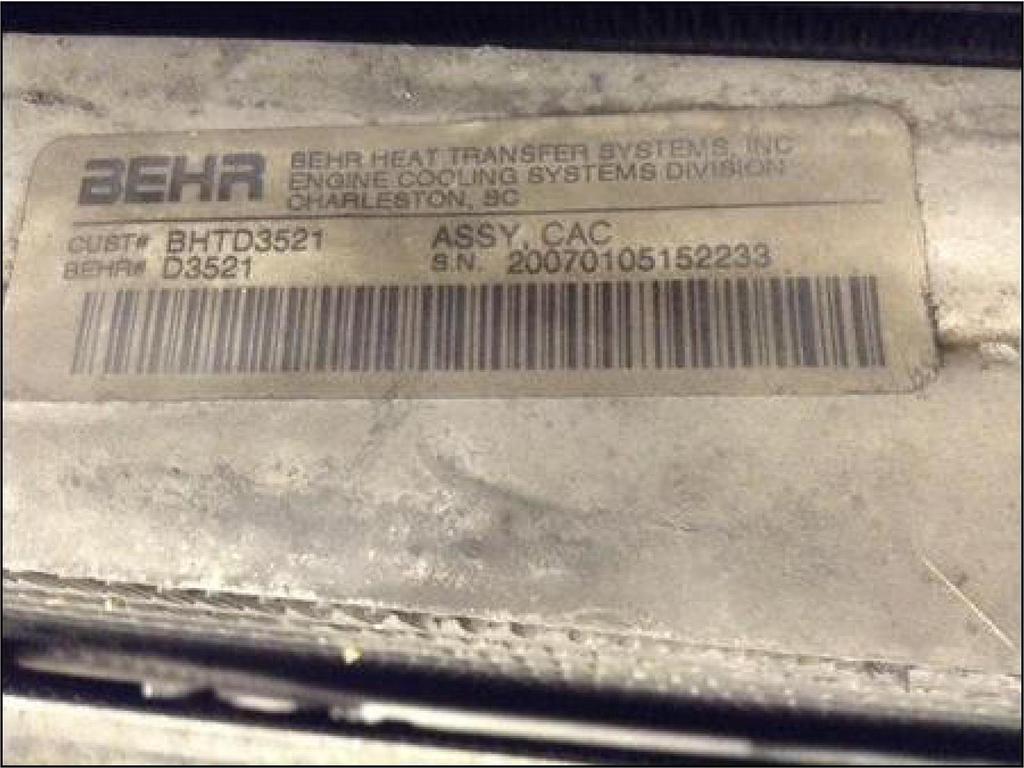 BEHR
BEHR HEAT TRANSFER SYSTEMS, INC
ENGINE COOLING SYSTEMS DIVISION
CHARLESTON, SC
CUST# BHTD3521 ASSY, CAC
BEHR# D3521 S.N. 20070105152233